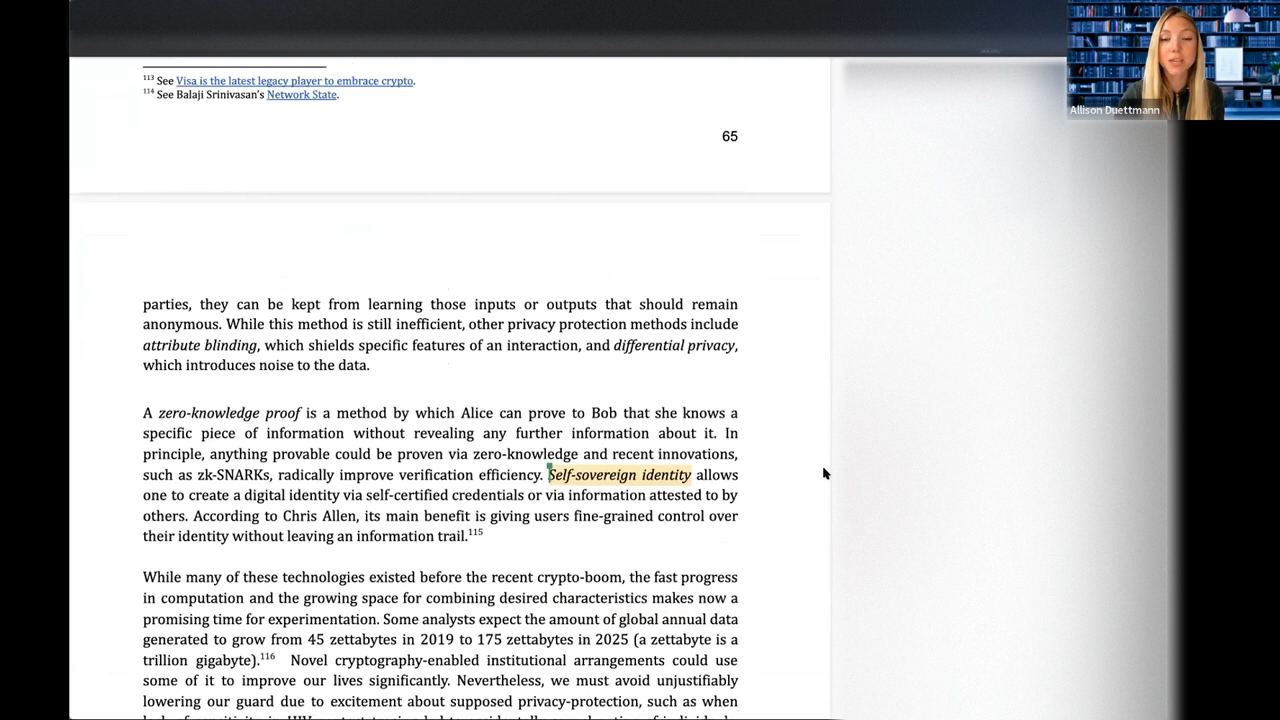 113 See Visa is the latest legacy player to embrace crypto.
114 See Balaji Srinivasan's Network State.
Allison Duettmann
65
parties, they can be kept from learning those inputs or outputs that should remain
anonymous. While this method is still inefficient, other privacy protection methods include
attribute blinding, which shields specific features of an interaction, and differential privacy,
which introduces noise to the data.
A zero-knowledge proof is a method by which Alice can prove to Bob that she knows a
specific piece of information without revealing any further information about it. In
principle, anything provable could be proven via zero-knowledge and recent innovations,
such as zk-SNARKs, radically improve verification efficiency. Self-sovereign identity allows
one to create a digital identity via self-certified credentials or via information attested to by
others. According to Chris Allen, its main benefit is giving users fine-grained control over
their identity without leaving an information trail.115
While many of these technologies existed before the recent crypto-boom, the fast progress
in computation and the growing space for combining desired characteristics makes now a
promising time for experimentation. Some analysts expect the amount of global annual data
generated to grow from 45 zettabytes in 2019 to 175 zettabytes in 2025 (a zettabyte is a
trillion gigabyte).116 Novel cryptography-enabled institutional arrangements could use
some of it to improve our lives significantly. Nevertheless, we must avoid unjustifiably
lowering our guard due to excitement about supposed privacy-protection, such as when